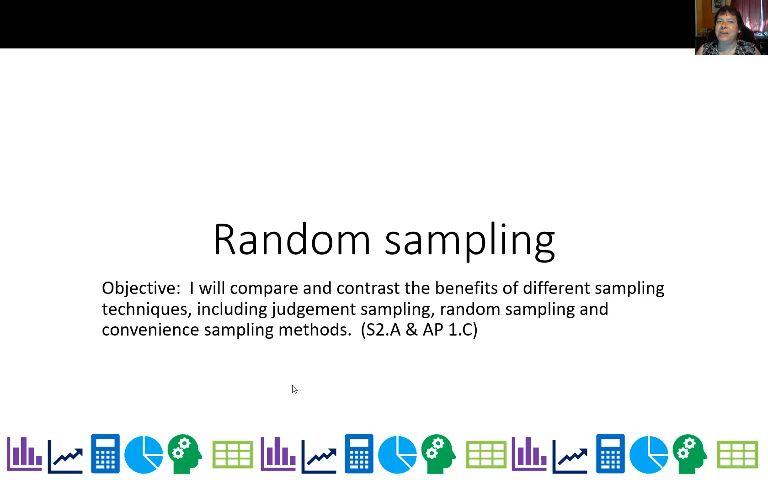 Random sampling
Objective:  I will compare and contrast the benefits of different sampling
techniques, including judgement sampling, random sampling and
convenience sampling methods.  (S2.A & AP 1.C)